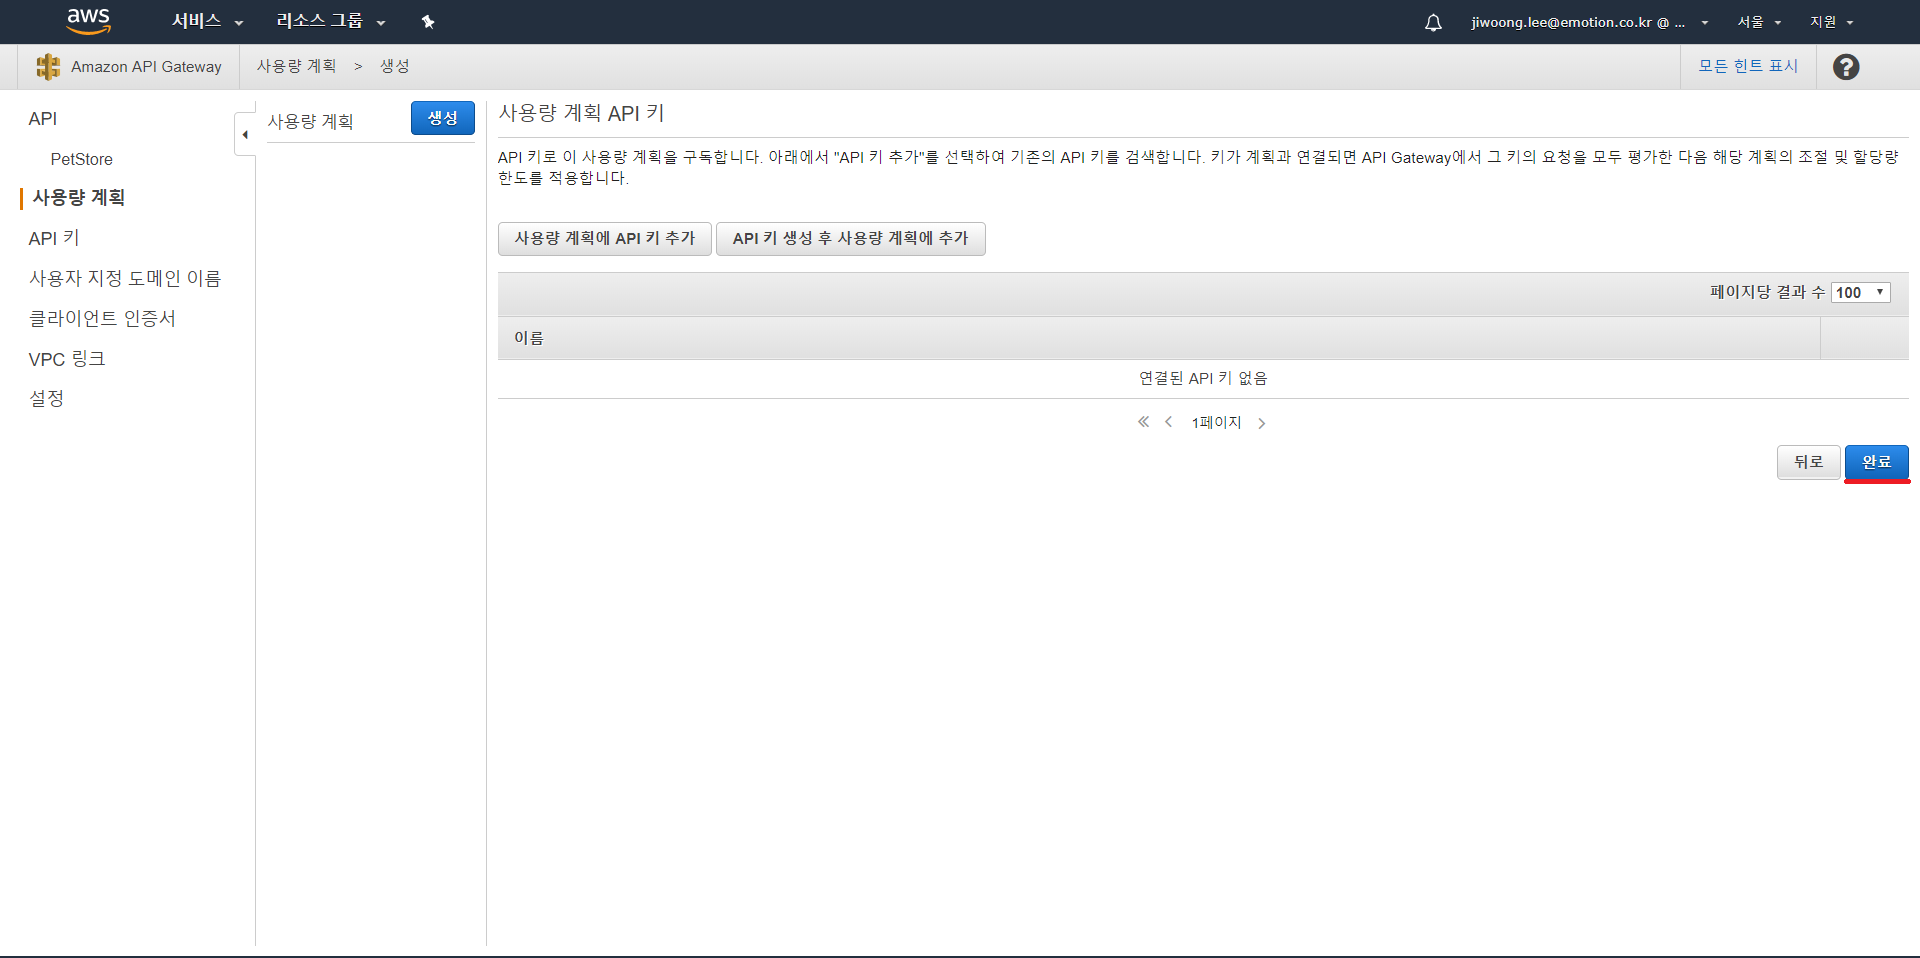 aws 서비스 리소스 그룹 jiwoong.lee@emotion.co.kr @ ... 서울 지원
Amazon API Gateway 사용량 계획 > 생성 모든 힌트 표시 ?
API
PetStore
사용량 계획
API 키
사용자 지정 도메인 이름
클라이언트 인증서
VPC 링크
설정
사용량 계획 생성
사용량 계획 API 키
API 키로 이 사용량 계획을 구독합니다. 아래에서 "API 키 추가"를 선택하여 기존의 API 키를 검색합니다. 키가 계획과 연결되면 API Gateway에서 그 키의 요청을 모두 평가한 다음 해당 계획의 조절 및 할당량
한도를 적용합니다.
사용량 계획에 API 키 추가 API 키 생성 후 사용량 계획에 추가
페이지당 결과 수 100
이름
연결된 API 키 없음
« < 1페이지 >
뒤로 완료